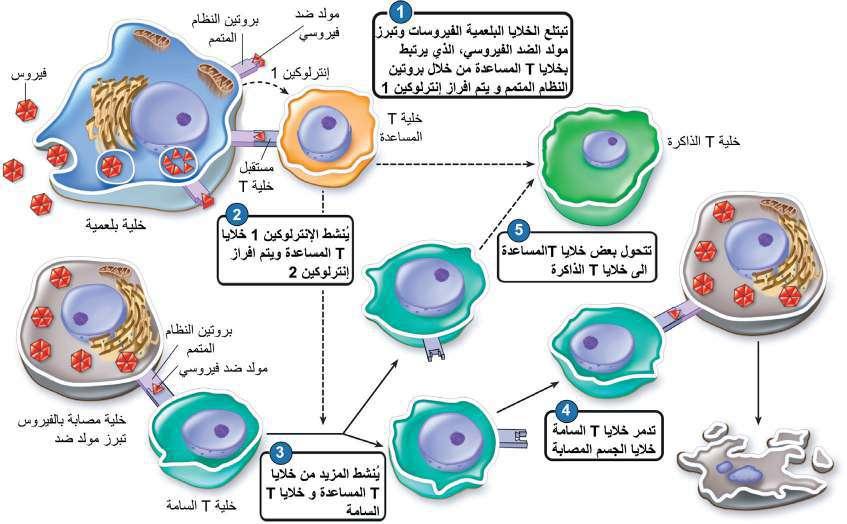 1
تبتلع الخلايا البلعمية الفيروسات وتبرز
مولد الضد الفيروسي، الذي يرتبط
بخلايا T المساعدة من خلال بروتين
النظام المتمم و يتم افراز إنترلوكين 1
مولد ضد
فيروسي
بروتين النظام
المتمم
فيروس
إنترلوكين 1
خلية T
المساعدة
مستقبل
خلية T
خلية بلعمية
خلية T الذاكرة
2
يُنشط الإنترلوكين 1 خلايا
T المساعدة ويتم افراز
إنترلوكين 2
5
تتحول بعض خلايا Tالمساعدة
الى خلايا T الذاكرة
بروتين النظام
المتمم
مولد ضد فيروسي
خلية مصابة بالفيروس
تبرز مولد ضد
خلية T السامة
3
يُنشط المزيد من خلايا
T المساعدة و خلايا T
السامة
4
تدمر خلايا T السامة
خلايا الجسم المصابة